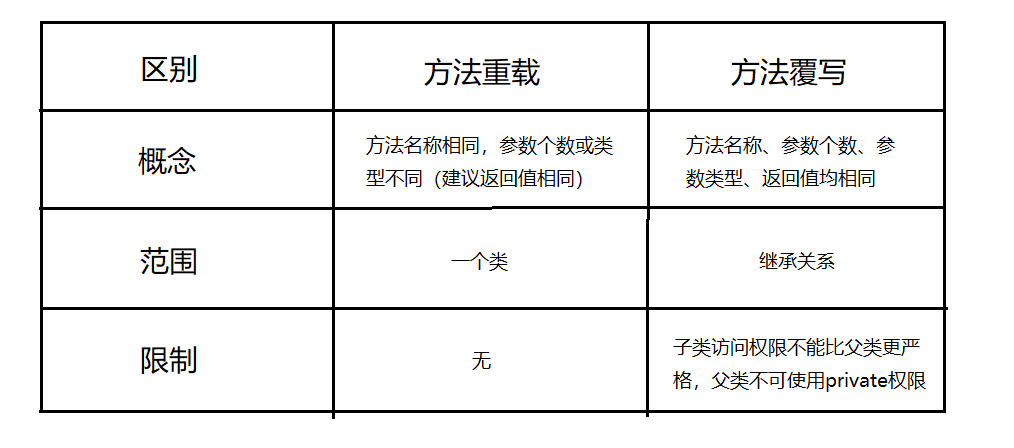 区别
方法重载
方法覆写
概念
方法名称相同，参数个数或类
型不同（建议返回值相同）
方法名称、参数个数、参
数类型、返回值均相同
范围
一个类
继承关系
限制
无
子类访问权限不能比父类更严
格，父类不可使用private权限